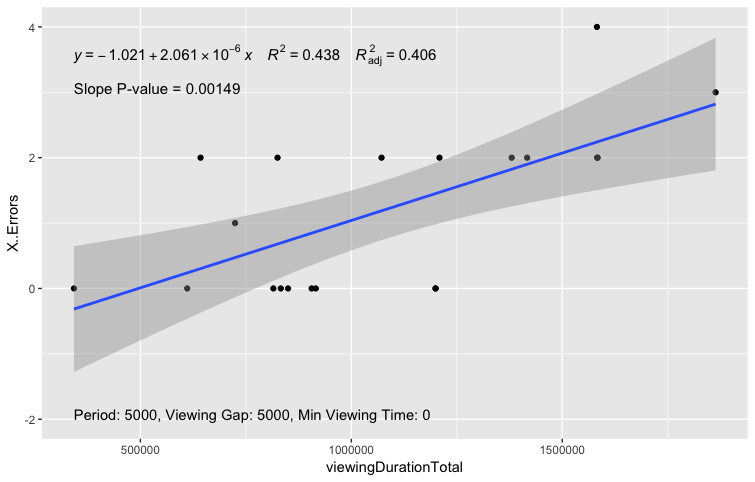 y = − 1.021 + 2.061 × 10⁻⁶ x R² = 0.438 R²adj = 0.406
Slope P-value = 0.00149
4
2
0
-2
X..Errors
Period: 5000, Viewing Gap: 5000, Min Viewing Time: 0
500000 1000000 1500000
viewingDurationTotal